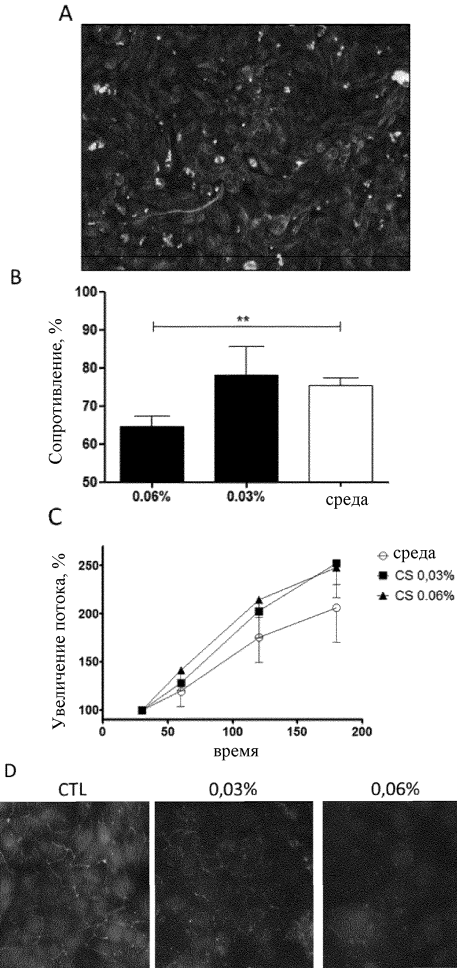 A
B
100
90
80
70
60
50
Сопротивление, %
**
0.06% 0.03% среда
C
250
200
150
100
Увеличение потока, %
0 50 100 150 200
время
среда
CS 0,03%
CS 0.06%
D
CTL 0,03% 0,06%